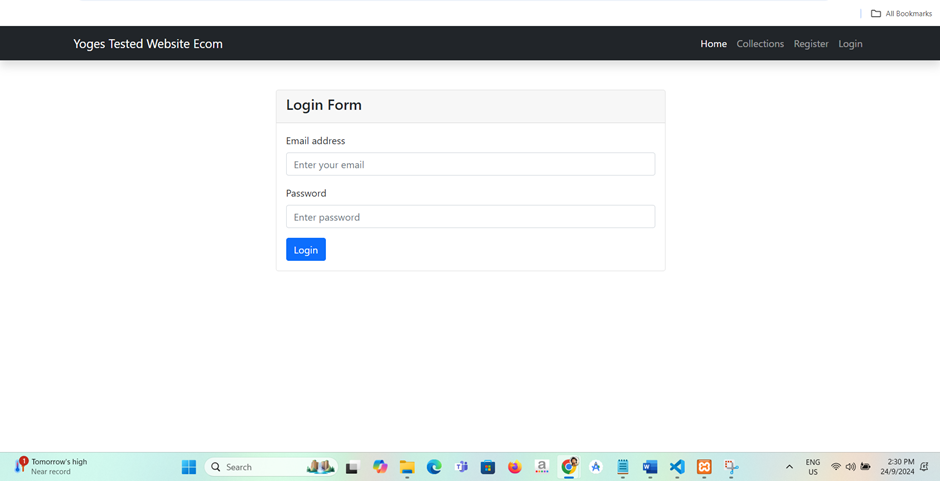 All Bookmarks
Yoges Tested Website Ecom
Home Collections Register Login
Login Form
Email address
Enter your email
Password
Enter password
Login
1
Tomorrow's high
Near record
Search
ENG
US
2:30 PM
24/9/2024